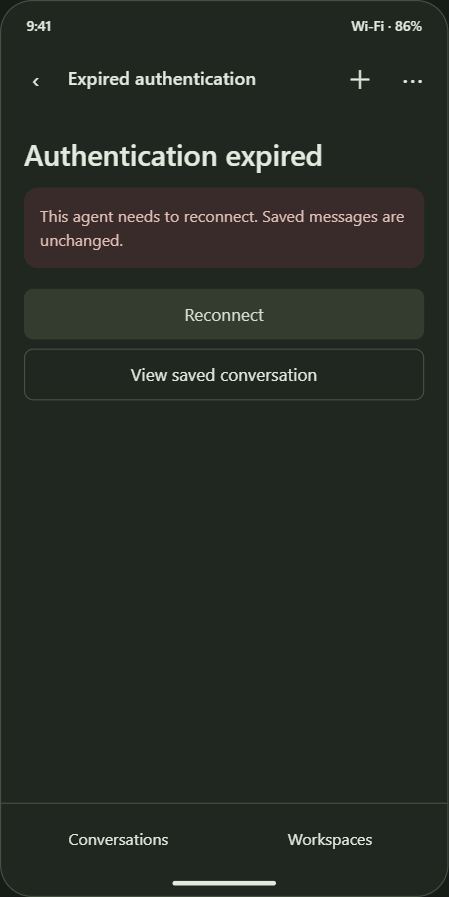 9:41 Wi-Fi · 86%
‹ Expired authentication + ...
Authentication expired
This agent needs to reconnect. Saved messages are
unchanged.
Reconnect
View saved conversation
Conversations Workspaces